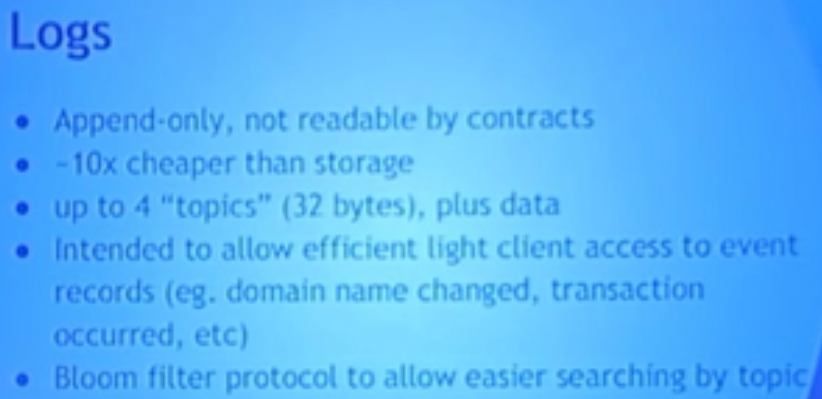 Logs
• Append-only, not readable by contracts
• ~10x cheaper than storage
• up to 4 "topics" (32 bytes), plus data
• Intended to allow efficient light client access to event
records (eg. domain name changed, transaction
occurred, etc)
• Bloom filter protocol to allow easier searching by topic